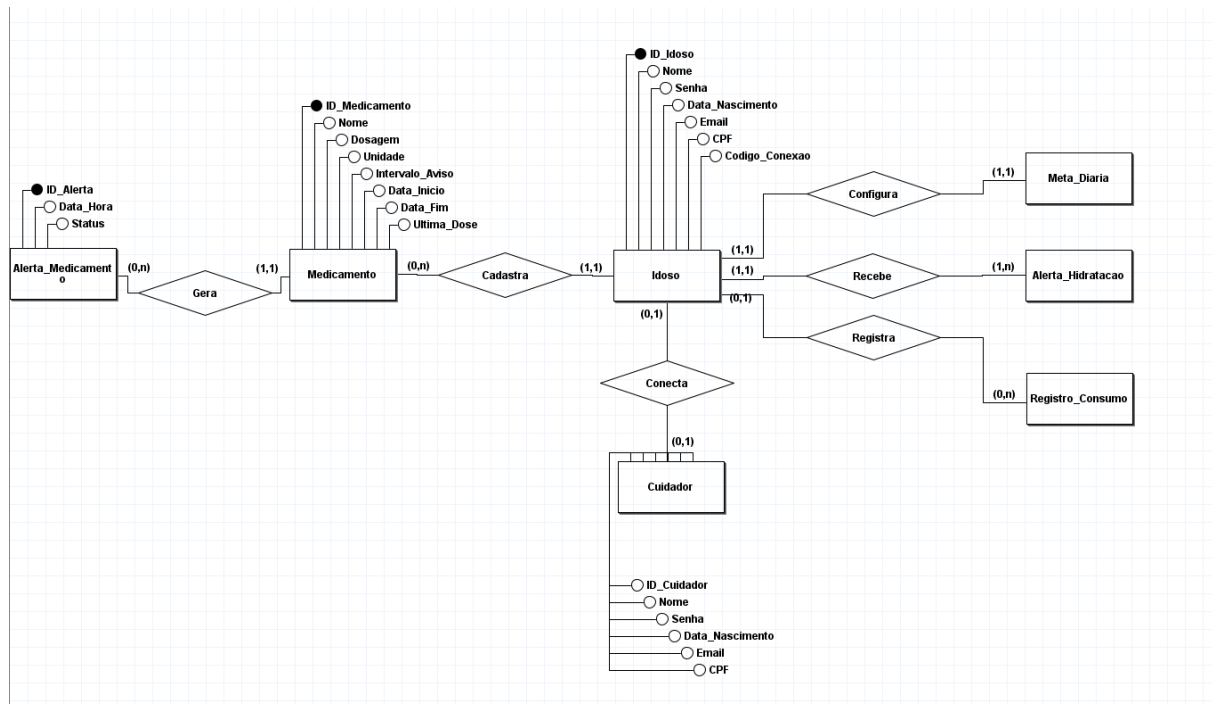 ID_Idoso
Nome
Senha
Data_Nascimento
Email
CPF
Codigo_Conexao
ID_Medicamento
Nome
Dosagem
Unidade
Intervalo_Aviso
Data_Inicio
Data_Fim
Ultima_Dose
ID_Alerta
Data_Hora
Status
Alerta_Medicament
o
(0,n)
Gera
(1,1)
Medicamento
(0,n)
Cadastra
(1,1)
Idoso
(1,1)
Configura
(1,1)
Meta_Diaria
(1,1)
Recebe
(1,n)
Alerta_Hidratacao
(0,1)
Registra
(0,n)
Registro_Consumo
(0,1)
Conecta
(0,1)
Cuidador
ID_Cuidador
Nome
Senha
Data_Nascimento
Email
CPF